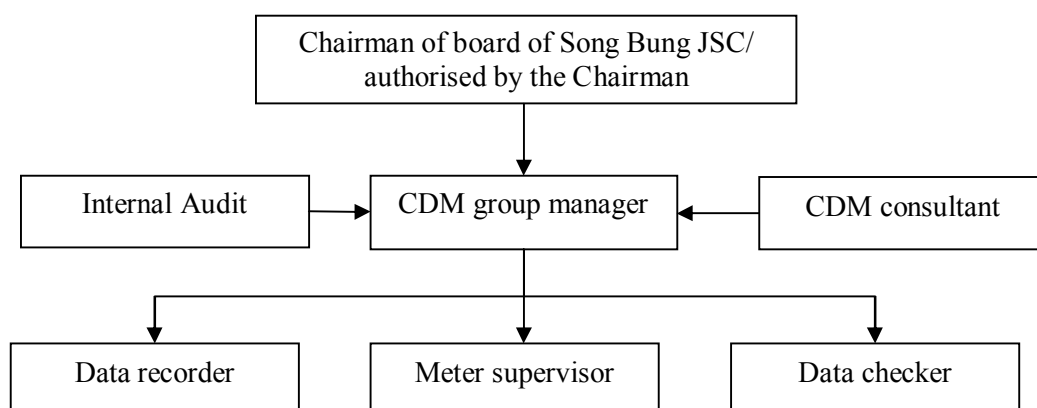 Chairman of board of Song Bung JSC/
authorised by the Chairman
Internal Audit
CDM group manager
CDM consultant
Data recorder
Meter supervisor
Data checker